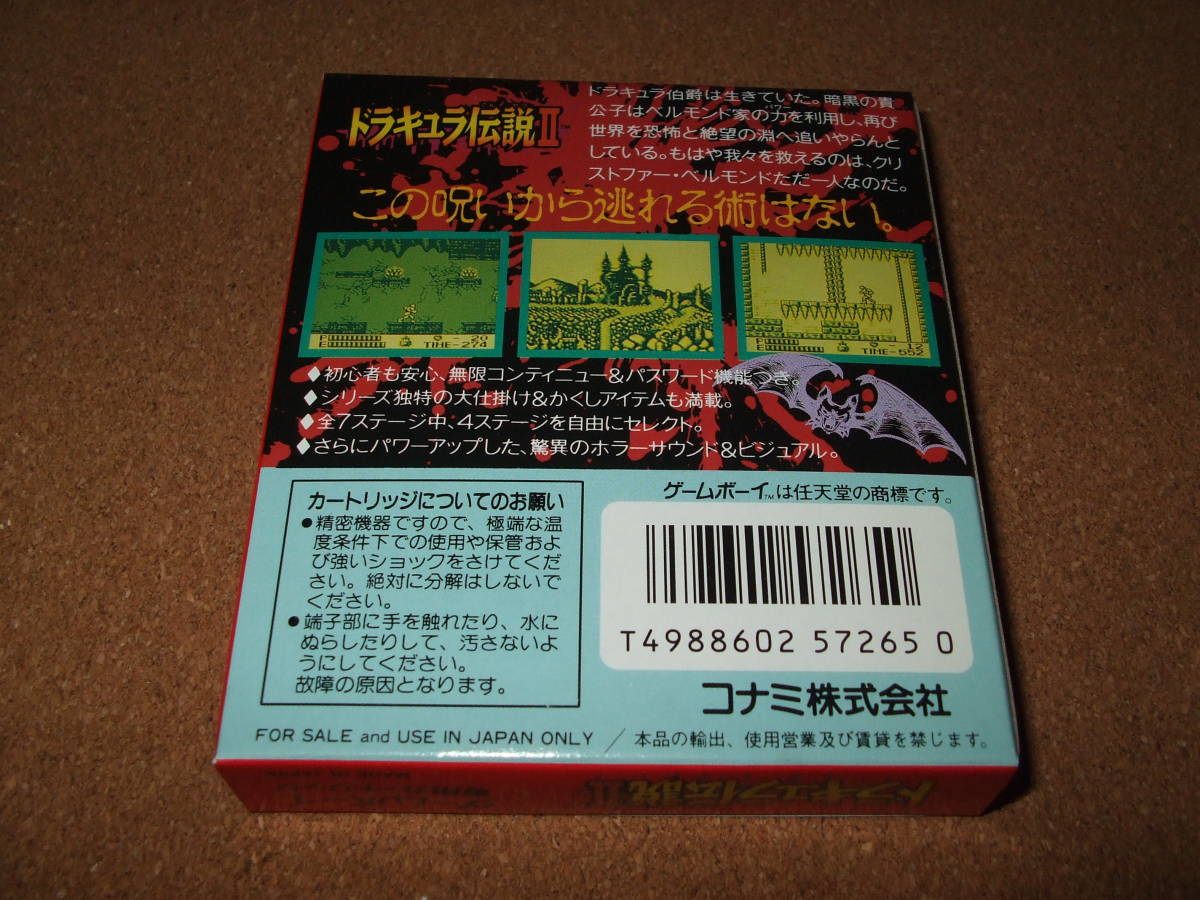 ドラキュラ伝説II™
ドラキュラ伯爵は生きていた。暗黒の貴
公子はベルモンド家の力を利用し、再び
世界を恐怖と絶望の淵へ追いやらんと
している。もはや我々を救えるのは、クリ
ストファー・ベルモンドただ一人なのだ。
この呪いから逃れる術はない。
P
E
-20
TIME-274
P
E
-12
TIME-552
◆初心者も安心、無限コンティニュー&パスワード機能つき。
◆シリーズ独特の大仕掛け&かくしアイテムも満載。
◆全7ステージ中、4ステージを自由にセレクト。
◆さらにパワーアップした、驚異のホラーサウンド&ビジュアル。
カートリッジについてのお願い
●精密機器ですので、極端な温
度条件下での使用や保管およ
び強いショックをさけてくだ
さい。絶対に分解はしないで
ください。
●端子部に手を触れたり、水に
ぬらしたりして、汚さないよ
うにしてください。
故障の原因となります。
ゲームボーイ™は任天堂の商標です。
T4988602 57265 0
コナミ株式会社
FOR SALE and USE IN JAPAN ONLY / 本品の輸出、使用営業及び賃貸を禁じます。
ドラキュラ伝説II
MADE IN JAPAN